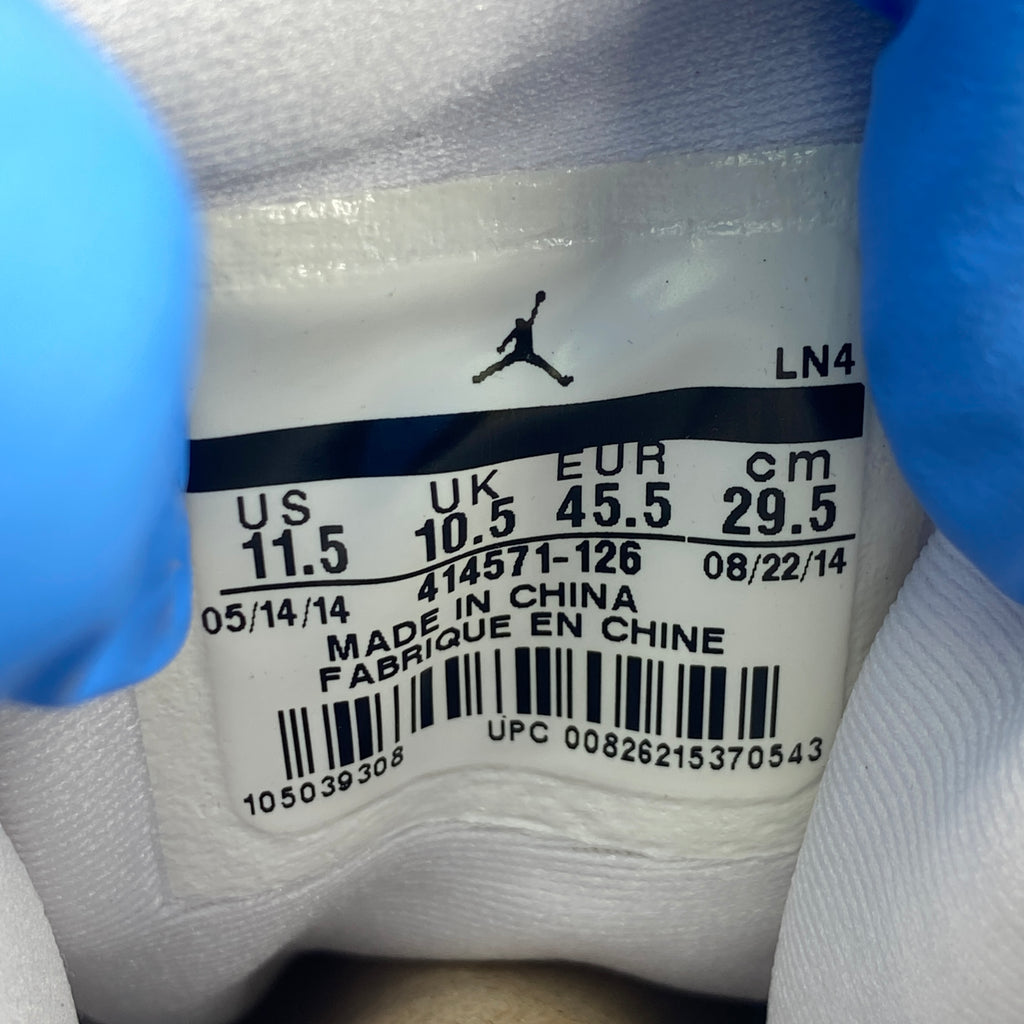 LN4
US UK EUR cm
11.5 10.5 45.5 29.5
05/14/14 414571-126 08/22/14
MADE IN CHINA
FABRIQUE EN CHINE
105039308 UPC 00826215370543